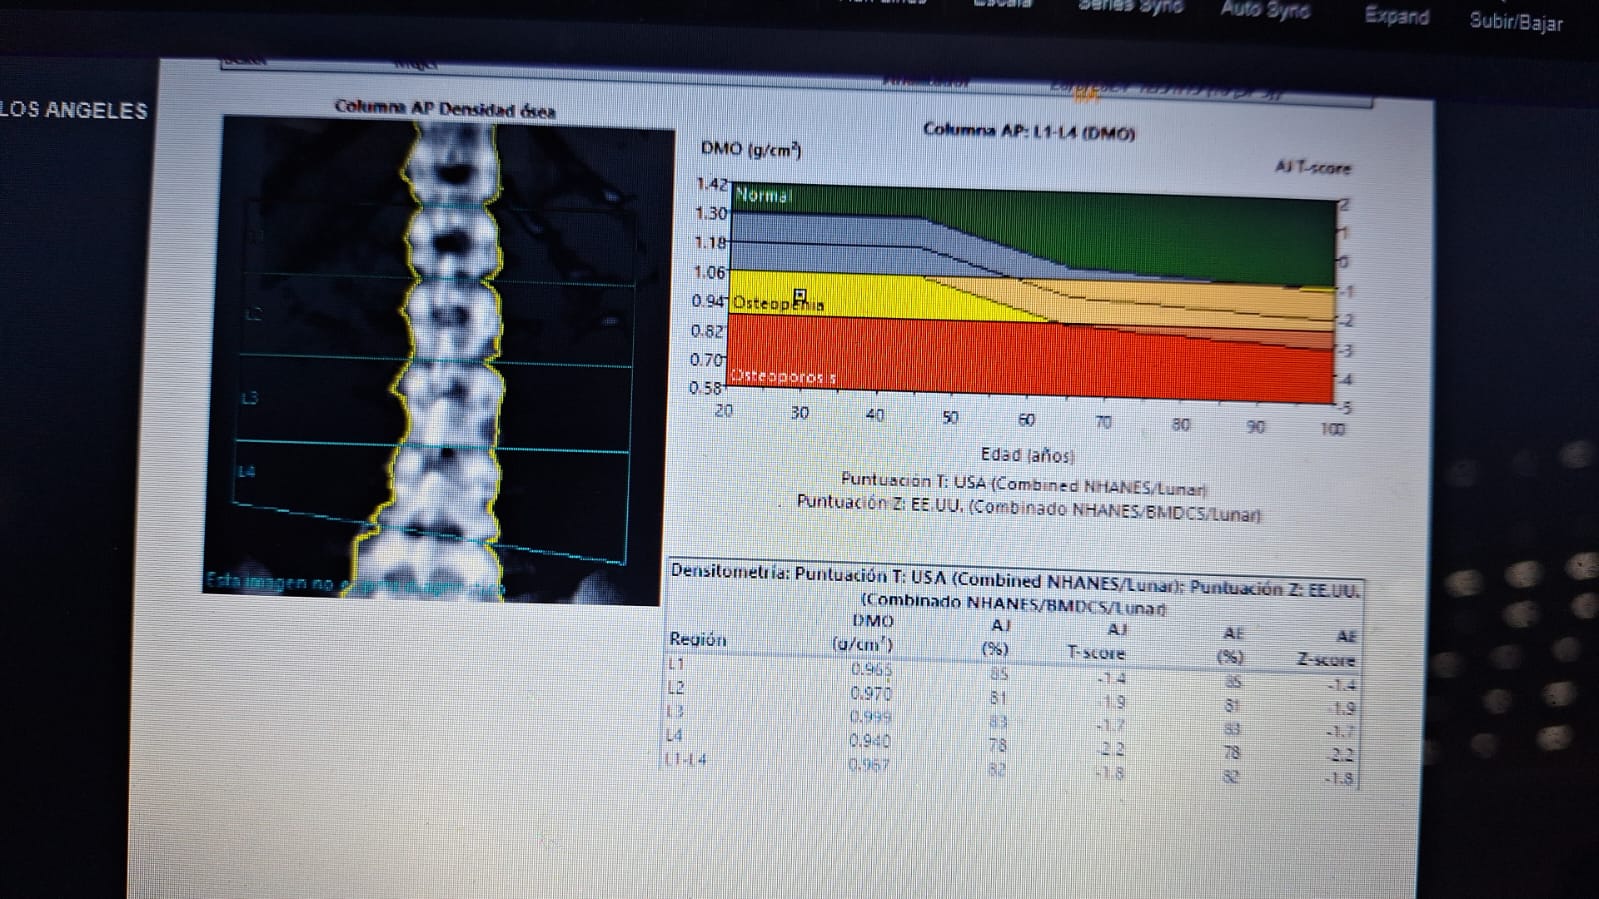 Series Sync
Auto Sync
Expand
Subir/Bajar
LOS ANGELES
Columna AP Densidad ósea
L2
L3
L4
Esta imagen no
Columna AP: L1-L4 (DMO)
DMO (g/cm²)
AJ T-score
1.42
1.30
1.18
1.06
0.94
0.82
0.70
0.58
Normal
Osteopenia
Osteoporosis
2
1
0
-1
-2
-3
-4
-5
20 30 40 50 60 70 80 90 100
Edad (años)
Puntuación T: USA (Combined NHANES/Lunar)
Puntuación Z: EE.UU. (Combinado NHANES/BMDCS/Lunar)
Densitometría: Puntuación T: USA (Combined NHANES/Lunar); Puntuación Z: EE.UU.
(Combinado NHANES/BMDCS/Lunar)
DMO AJ AJ AE AE
Región (g/cm²) (%) T-score (%) Z-score
L1 0.965 85 -1.4 85 -1.4
L2 0.970 81 -1.9 81 -1.9
L3 0.999 83 -1.7 83 -1.7
L4 0.940 78 -2.2 78 -2.2
L1-L4 0.967 82 -1.8 82 -1.8